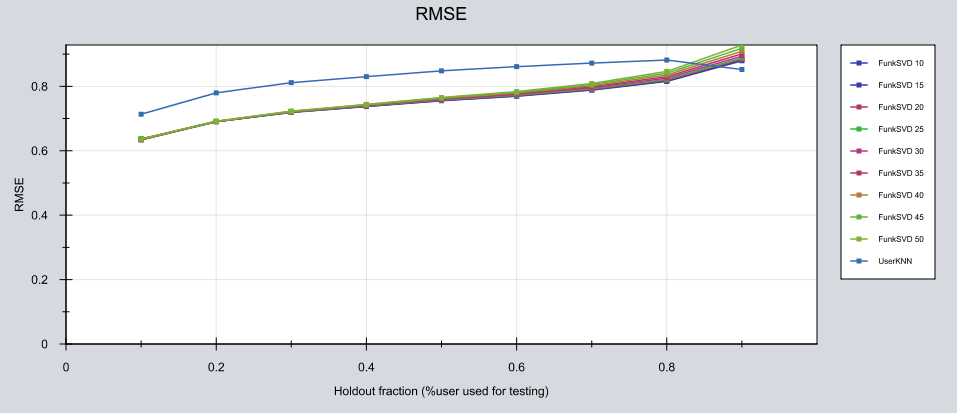 RMSE
RMSE
0.8
0.6
0.4
0.2
0
0
0.2
0.4
0.6
0.8
Holdout fraction (%user used for testing)
FunkSVD 10
FunkSVD 15
FunkSVD 20
FunkSVD 25
FunkSVD 30
FunkSVD 35
FunkSVD 40
FunkSVD 45
FunkSVD 50
UserKNN